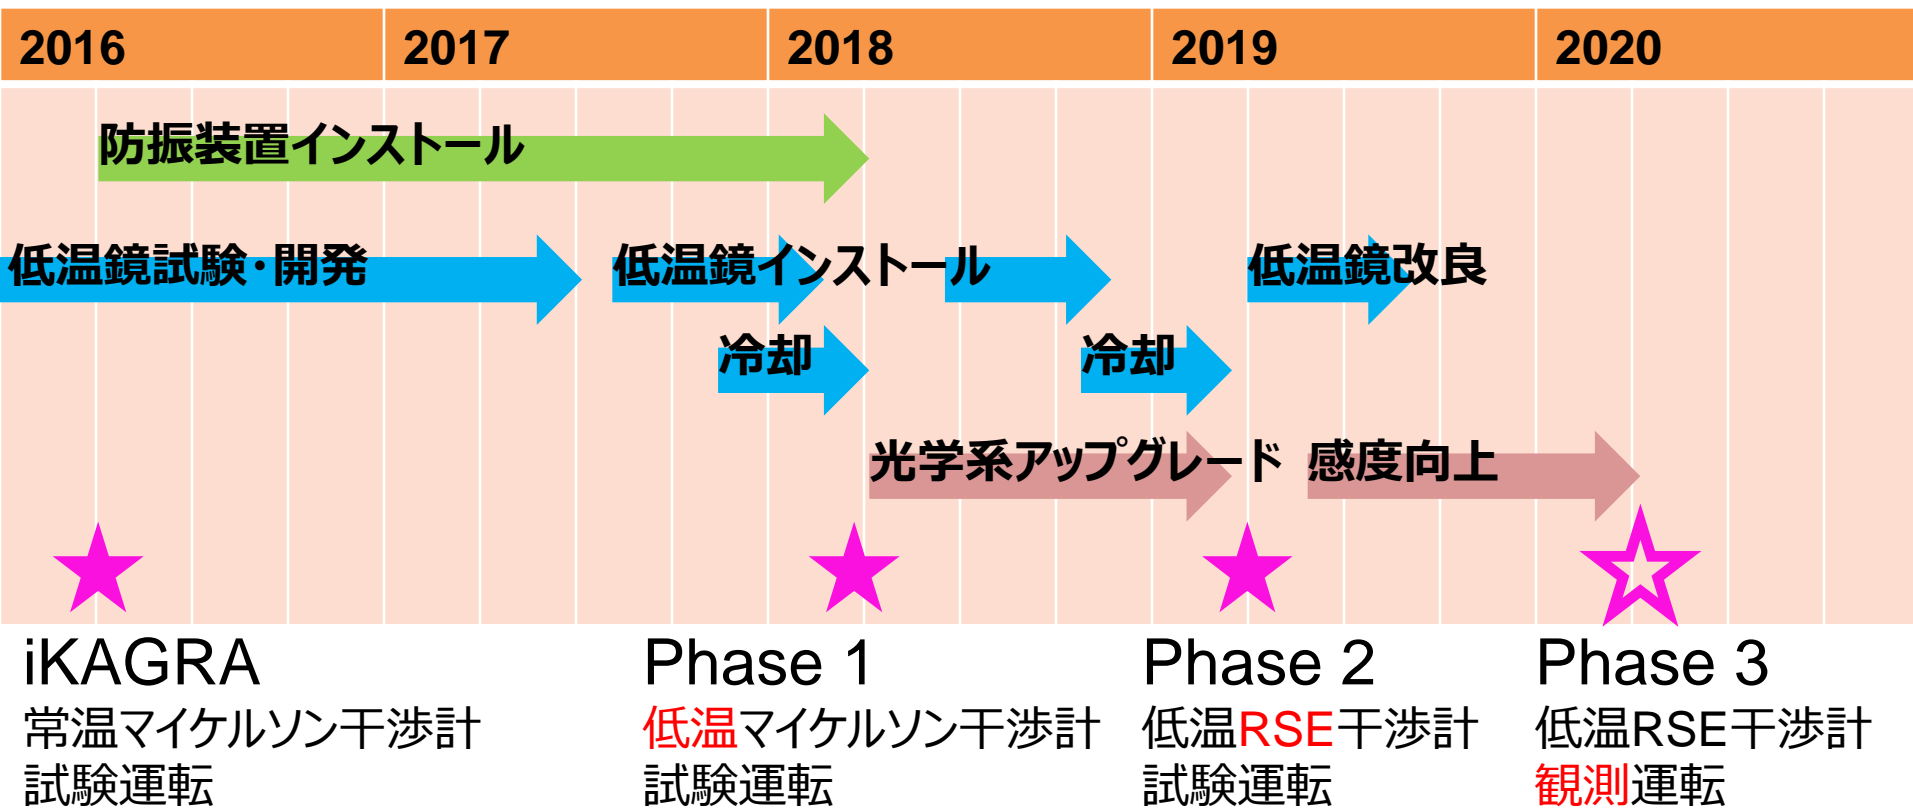 2016
2017
2018
2019
2020
防振装置インストール
低温鏡試験・開発
低温鏡インストール
低温鏡改良
冷却
冷却
光学系アップグレード
感度向上
iKAGRA
常温マイケルソン干渉計
試験運転
Phase 1
低温マイケルソン干渉計
試験運転
Phase 2
低温RSE干渉計
試験運転
Phase 3
低温RSE干渉計
観測運転